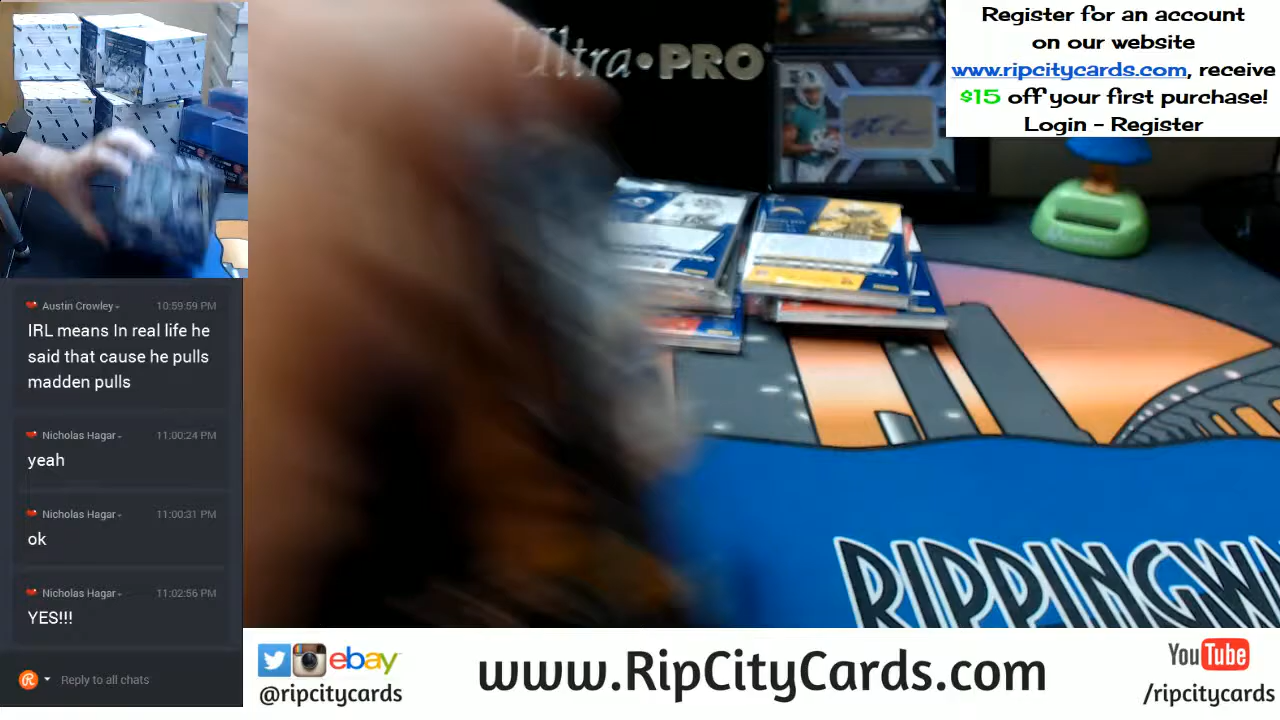 Ultra·PRO
Register for an account
on our website
www.ripcitycards.com, receive
$15 off your first purchase!
Login - Register
Austin Crowley
10:59:59 PM
IRL means In real life he
said that cause he pulls
madden pulls
Nicholas Hagar
11:00:24 PM
yeah
Nicholas Hagar
11:00:31 PM
ok
Nicholas Hagar
11:02:56 PM
YES!!!
Reply to all chats
RIPPINGW
ebay
@ripcitycards
www.RipCityCards.com
YouTube
/ripcitycards